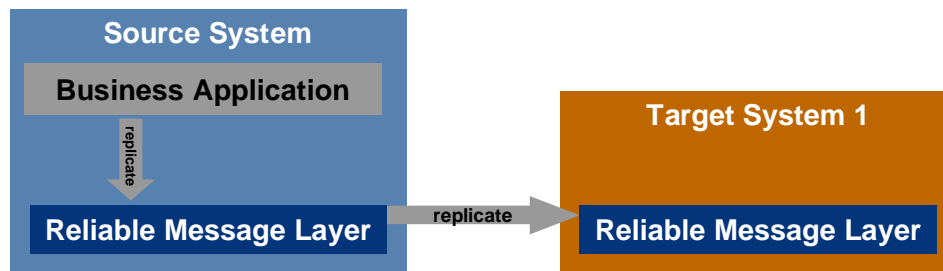 Source System
Business Application
replicate
Reliable Message Layer
replicate
Target System 1
Reliable Message Layer